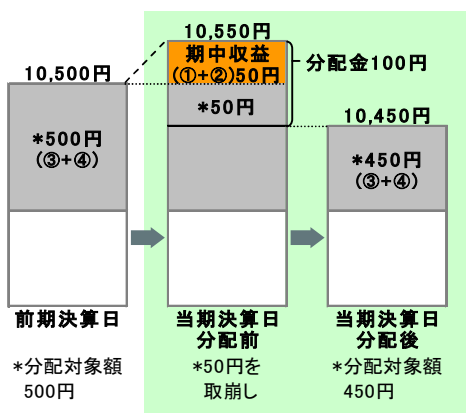 10,550円
期中収益
(①+②)50円
分配金100円
10,500円
*50円
10,450円
*500円
(③+④)
*450円
(③+④)
前期決算日
当期決算日
分配前
当期決算日
分配後
*分配対象額
500円
*50円を
取崩し
*分配対象額
450円